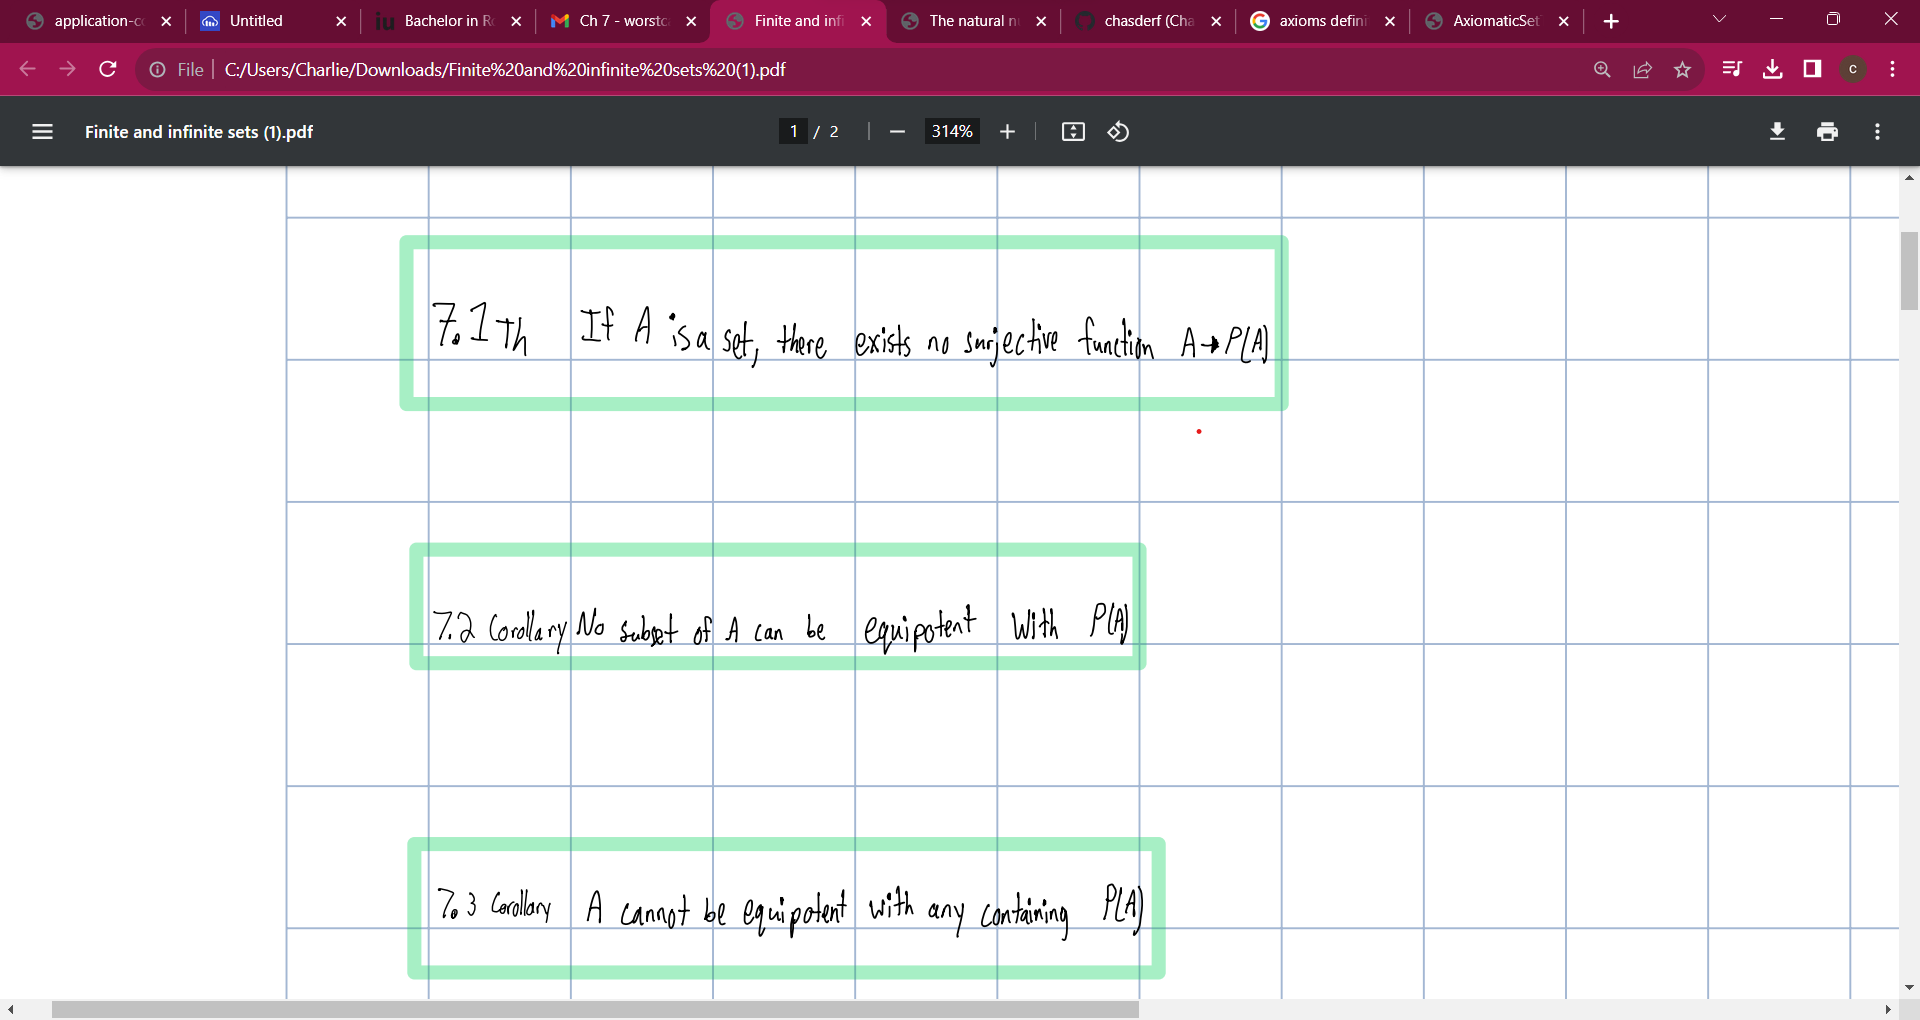 application-c
Untitled
Bachelor in R
Ch 7 - worstc
Finite and infi
The natural n
chasderf (Cha
axioms defini
AxiomaticSet
File
C:/Users/Charlie/Downloads/Finite%20and%20infinite%20sets%20(1).pdf
c
Finite and infinite sets (1).pdf
1 / 2
314%
7.1 Th If A is a set, there exists no surjective function A→P(A)
7.2 Corollary No subset of A can be equipotent With P(A)
7.3 Corollary A cannot be equipotent with any containing P(A)